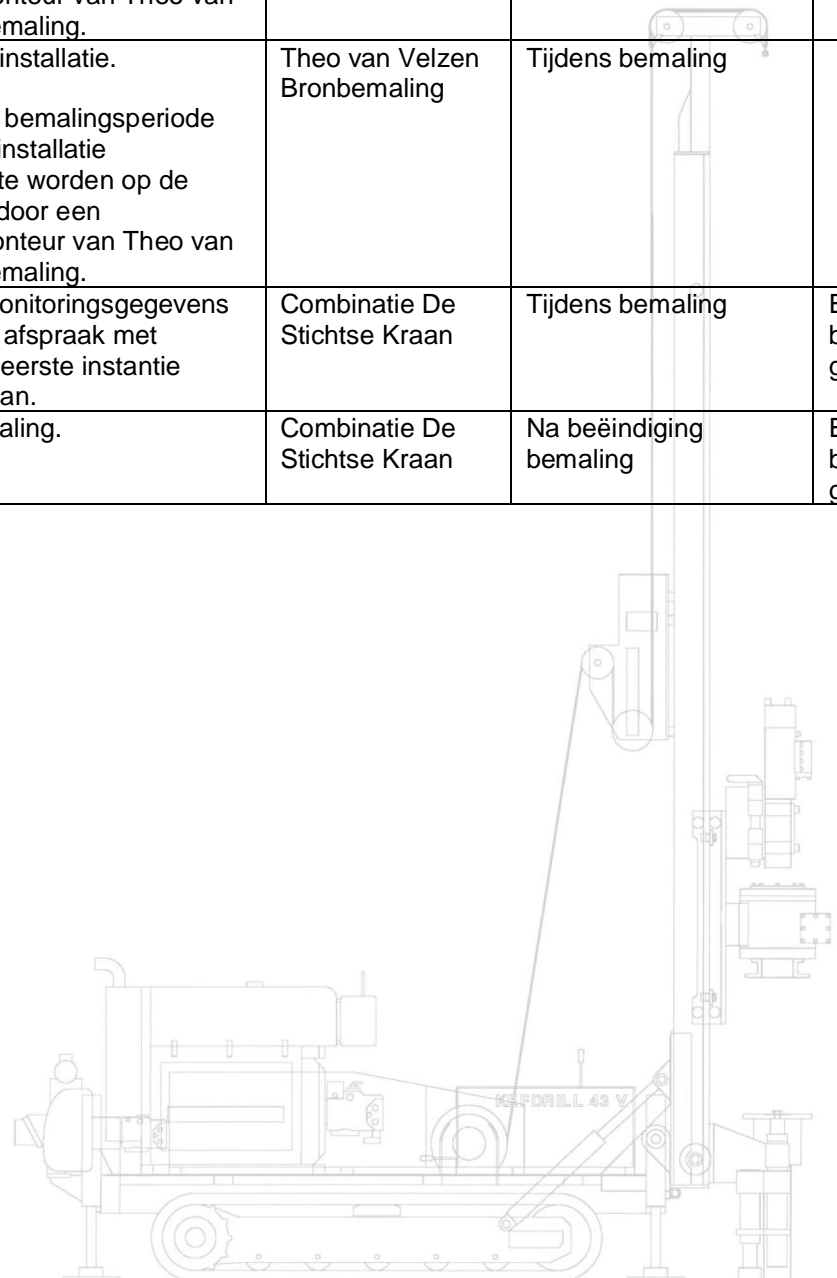 onteur van Theo van
emaling.
installatie.
bemalingsperiode
installatie
te worden op de
door een
onteur van Theo van
emaling.
Theo van Velzen
Bronbemaling
Tijdens bemaling
onitoringsgegevens
afspraak met
eerste instantie
an.
Combinatie De
Stichtse Kraan
Tijdens bemaling
aling.
Combinatie De
Stichtse Kraan
Na beëindiging
bemaling
KEFDRILL 43 V